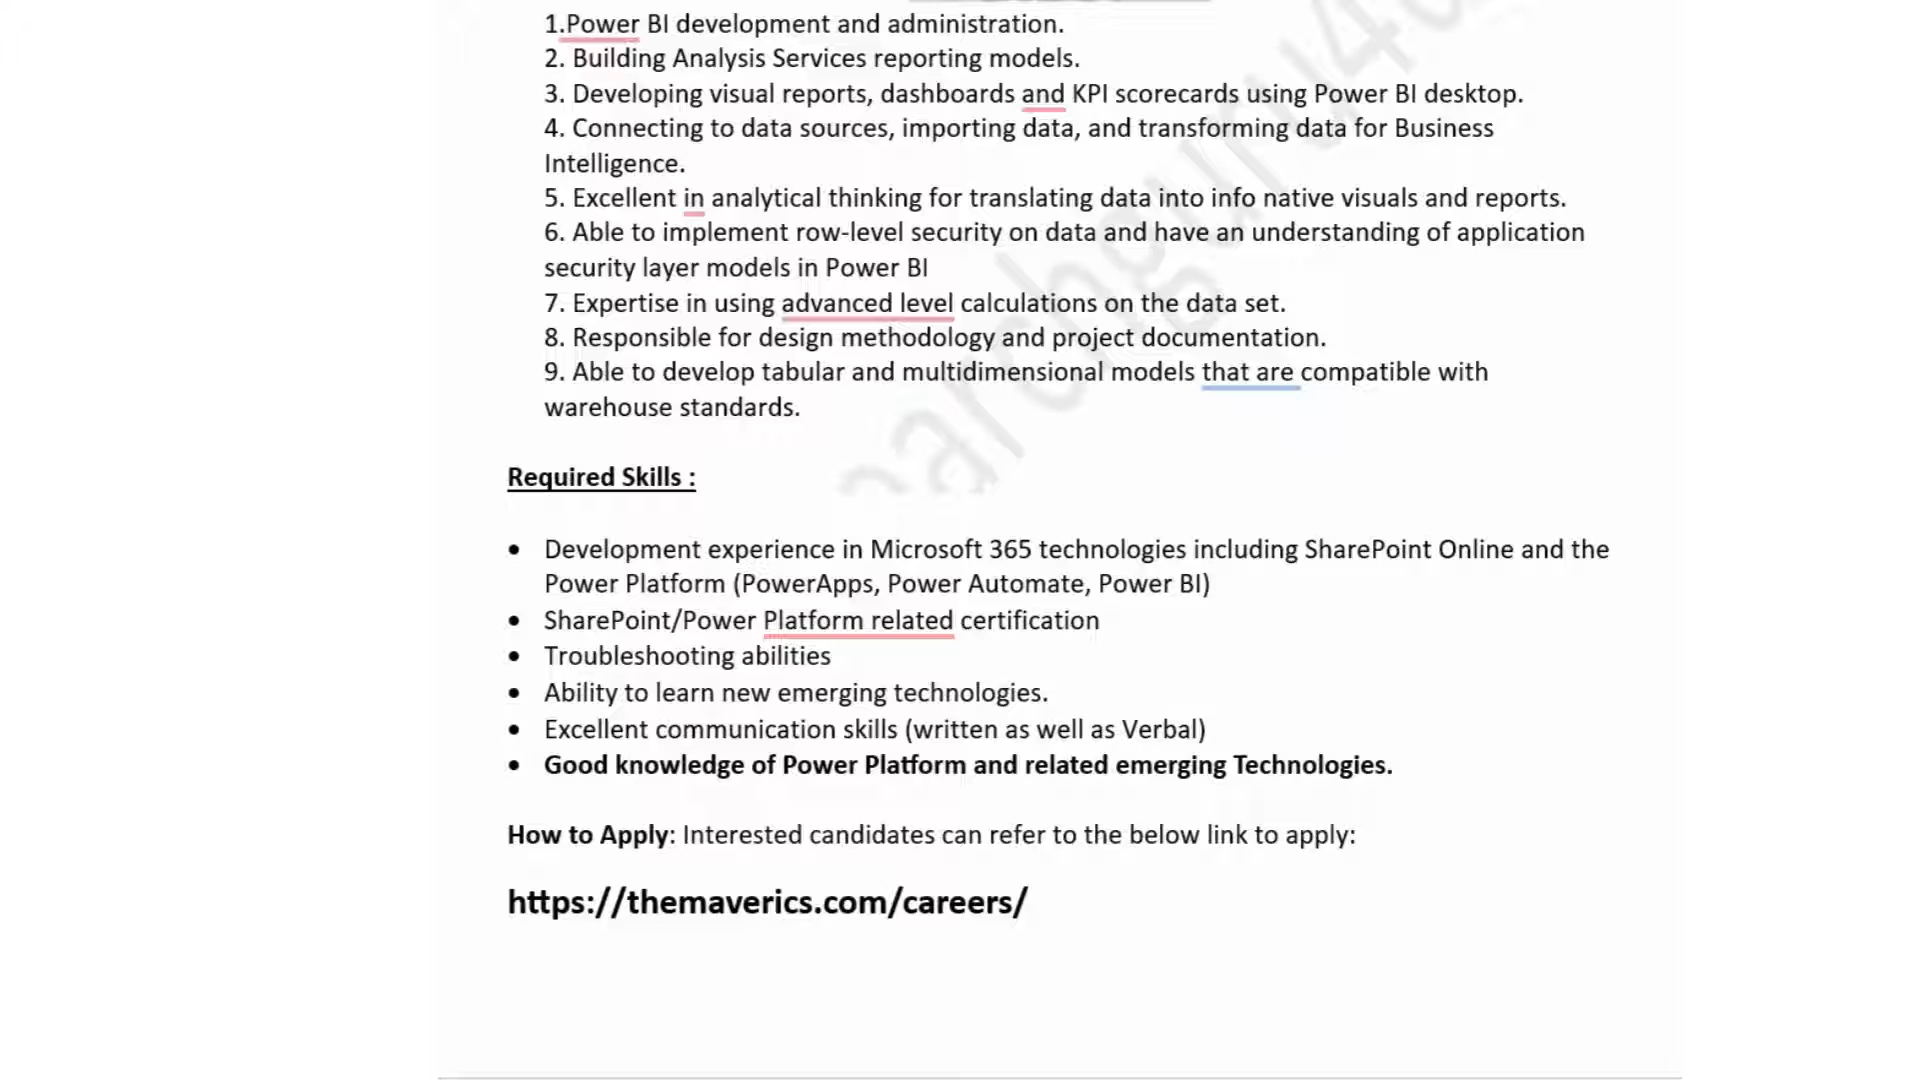 1.Power BI development and administration.
2. Building Analysis Services reporting models.
3. Developing visual reports, dashboards and KPI scorecards using Power BI desktop.
4. Connecting to data sources, importing data, and transforming data for Business
Intelligence.
5. Excellent in analytical thinking for translating data into info native visuals and reports.
6. Able to implement row-level security on data and have an understanding of application
security layer models in Power BI
7. Expertise in using advanced level calculations on the data set.
8. Responsible for design methodology and project documentation.
9. Able to develop tabular and multidimensional models that are compatible with
warehouse standards.
Required Skills :
• Development experience in Microsoft 365 technologies including SharePoint Online and the
Power Platform (PowerApps, Power Automate, Power BI)
• SharePoint/Power Platform related certification
• Troubleshooting abilities
• Ability to learn new emerging technologies.
• Excellent communication skills (written as well as Verbal)
• Good knowledge of Power Platform and related emerging Technologies.
How to Apply: Interested candidates can refer to the below link to apply:
https://themaverics.com/careers/